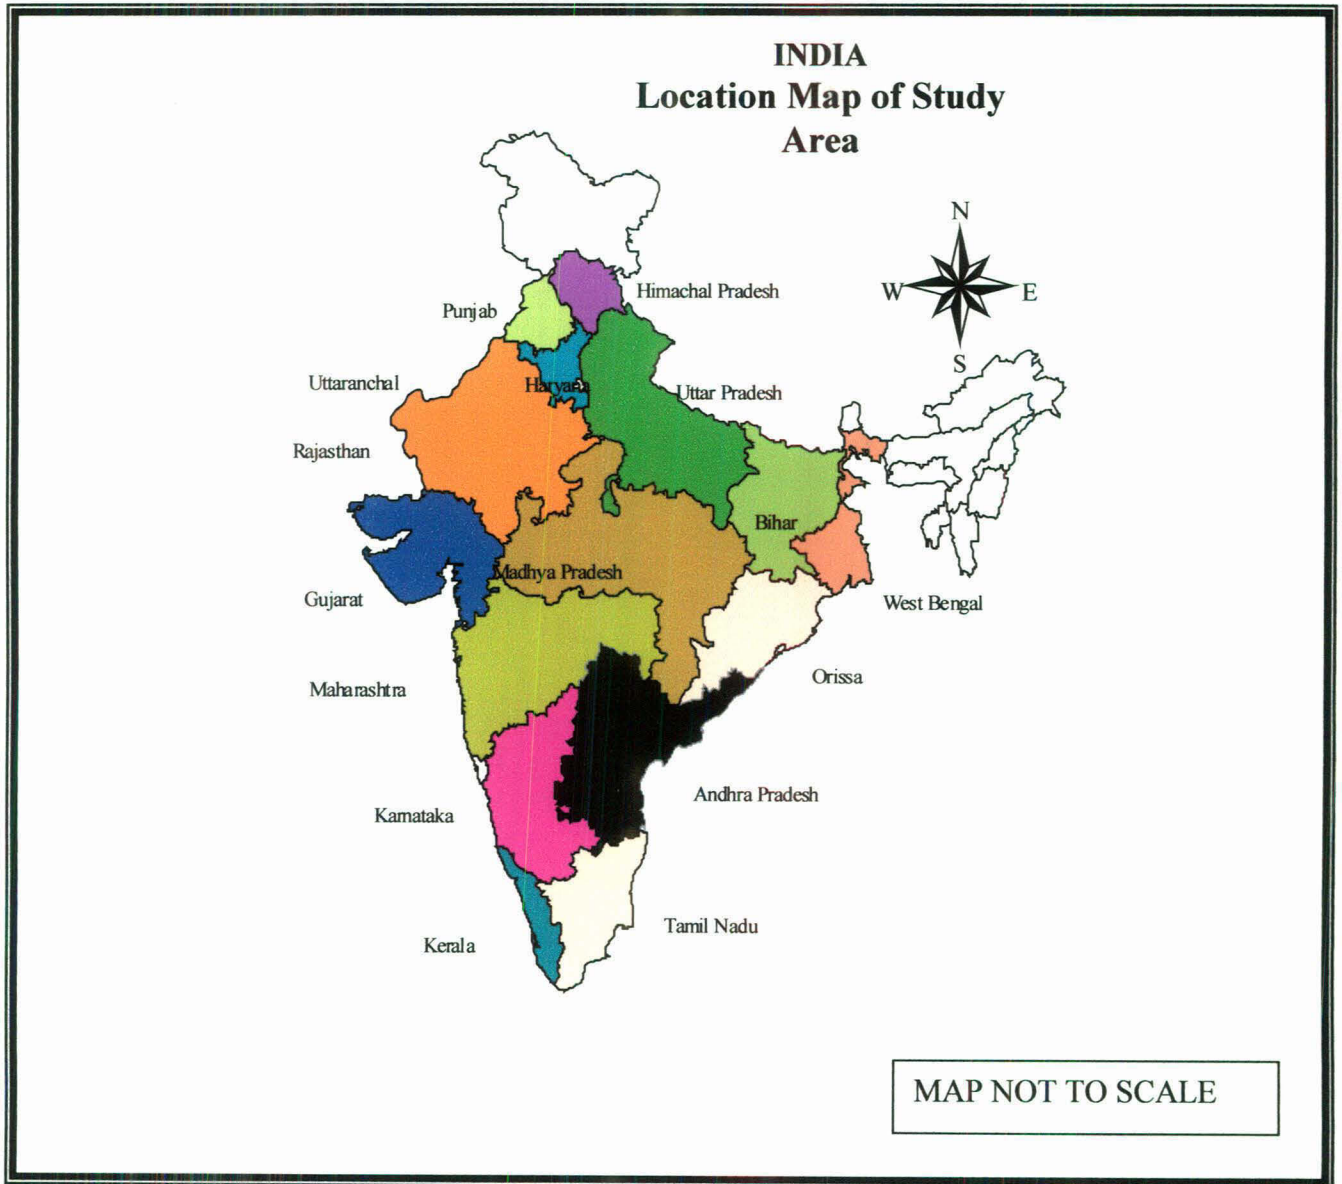 INDIA
Location Map of Study
Area
N
Himachal Pradesh
W
E
Punjab
S
Uttaranchal
Haryana
Uttar Pradesh
Rajasthan
Bihar
Madhya Pradesh
Gujarat
West Bengal
Orissa
Maharashtra
Andhra Pradesh
Karnataka
Tamil Nadu
Kerala
MAP NOT TO SCALE